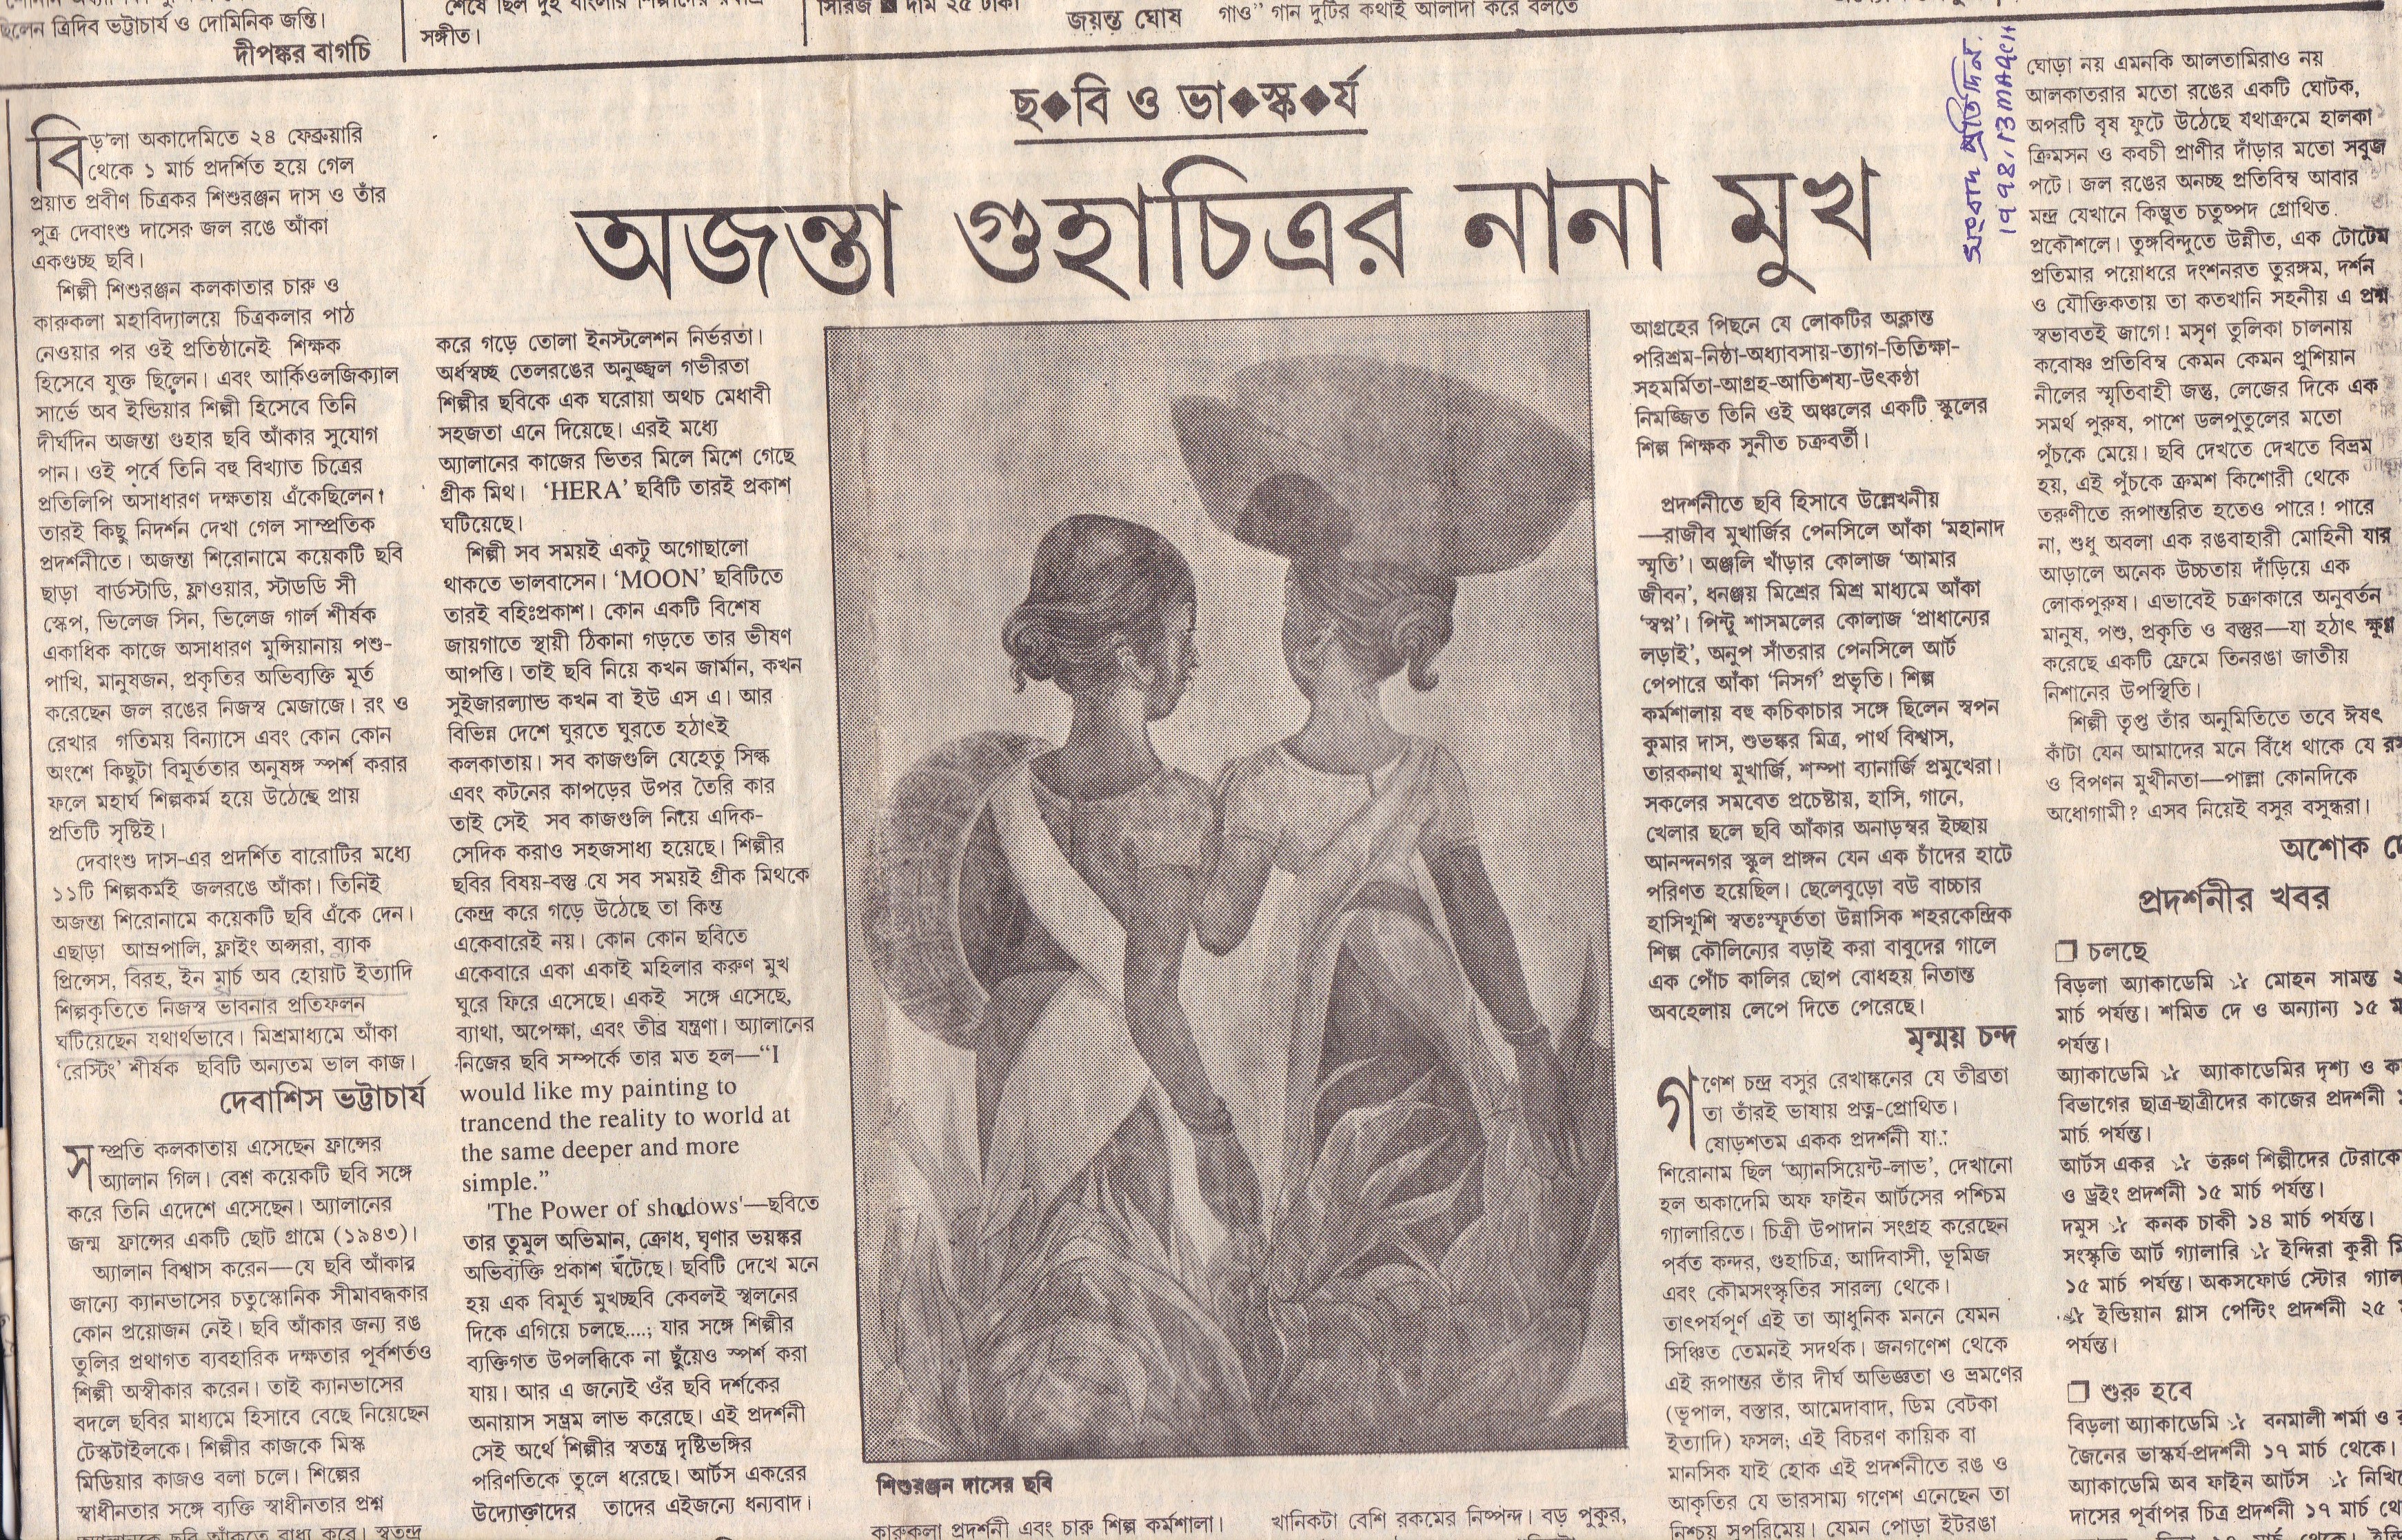 ছিলেন ত্রিদিব ভট্টাচার্য ও দোমিনিক জন্তি।
দীপঙ্কর বাগচি
সঙ্গীত।
জয়ন্ত ঘোষ
গাও” গান দুটির কথাই আলাদা করে বলতে
ছ◆বি ও ভা◆স্ক◆র্য
অজন্তা গুহাচিত্রর নানা মুখ
সংবাদ প্রতিদিন.
1998, 13 MARCH
বিড়লা অকাদেমিতে ২৪ ফেব্রুয়ারি
থেকে ১ মার্চ প্রদর্শিত হয়ে গেল
প্রয়াত প্রবীণ চিত্রকর শিশুরঞ্জন দাস ও তাঁর
পুত্র দেবাংশু দাসের জল রঙে আঁকা
একগুচ্ছ ছবি।
শিল্পী শিশুরঞ্জন কলকাতার চারু ও
কারুকলা মহাবিদ্যালয়ে চিত্রকলার পাঠ
নেওয়ার পর ওই প্রতিষ্ঠানেই শিক্ষক
হিসেবে যুক্ত ছিলেন। এবং আর্কিওলজিক্যাল
সার্ভে অব ইন্ডিয়ার শিল্পী হিসেবে তিনি
দীর্ঘদিন অজন্তা গুহার ছবি আঁকার সুযোগ
পান। ওই পর্বে তিনি বহু বিখ্যাত চিত্রের
প্রতিলিপি অসাধারণ দক্ষতায় এঁকেছিলেন।
তারই কিছু নিদর্শন দেখা গেল সাম্প্রতিক
প্রদর্শনীতে। অজন্তা শিরোনামে কয়েকটি ছবি
ছাড়া বার্ডস্টাডি, ফ্লাওয়ার, স্টাডডি সী
স্কেপ, ভিলেজ সিন, ভিলেজ গার্ল শীর্ষক
একাধিক কাজে অসাধারণ মুন্সিয়ানায় পশু-
পাখি, মানুষজন, প্রকৃতির অভিব্যক্তি মূর্ত
করেছেন জল রঙের নিজস্ব মেজাজে। রং ও
রেখার গতিময় বিন্যাসে এবং কোন কোন
অংশে কিছুটা বিমূর্ততার অনুষঙ্গ স্পর্শ করার
ফলে মহার্ঘ শিল্পকর্ম হয়ে উঠেছে প্রায়
প্রতিটি সৃষ্টিই।
দেবাংশু দাস-এর প্রদর্শিত বারোটির মধ্যে
১১টি শিল্পকর্মই জলরঙে আঁকা। তিনিই
অজন্তা শিরোনামে কয়েকটি ছবি এঁকে দেন।
এছাড়া আম্রপালি, ফ্লাইং অপ্সরা, ব্ল্যাক
প্রিন্সেস, বিরহ, ইন মার্চ অব হোয়াট ইত্যাদি
শিল্পকৃতিতে নিজস্ব ভাবনার প্রতিফলন
ঘটিয়েছেন যথার্থভাবে। মিশ্রমাধ্যমে আঁকা
‘রেস্টিং’ শীর্ষক ছবিটি অন্যতম ভাল কাজ।
দেবাশিস ভট্টাচার্য
সম্প্রতি কলকাতায় এসেছেন ফ্রান্সের
অ্যালান গিল। বেশ কয়েকটি ছবি সঙ্গে
করে তিনি এদেশে এসেছেন। অ্যালানের
জন্ম ফ্রান্সের একটি ছোট গ্রামে (১৯৪৩)।
অ্যালান বিশ্বাস করেন—যে ছবি আঁকার
জান্যে ক্যানভাসের চতুস্কোনিক সীমাবদ্ধকার
কোন প্রয়োজন নেই। ছবি আঁকার জন্য রঙ
তুলির প্রথাগত ব্যবহারিক দক্ষতার পূর্বশর্তও
শিল্পী অস্বীকার করেন। তাই ক্যানভাসের
বদলে ছবির মাধ্যমে হিসাবে বেছে নিয়েছেন
টেস্কটাইলকে। শিল্পীর কাজকে মিস্ক
মিডিয়ার কাজও বলা চলে। শিল্পের
স্বাধীনতার সঙ্গে ব্যক্তি স্বাধীনতার প্রশ্ন
অ্যালানকে ছবি আঁকতে বাধ্য করে। স্বতন্দ্র
করে গড়ে তোলা ইনস্টলেশন নির্ভরতা।
অর্ধস্বচ্ছ তেলরঙের অনুজ্জ্বল গভীরতা
শিল্পীর ছবিকে এক ঘরোয়া অথচ মেধাবী
সহজতা এনে দিয়েছে। এরই মধ্যে
অ্যালানের কাজের ভিতর মিলে মিশে গেছে
গ্রীক মিথ। ‘HERA’ ছবিটি তারই প্রকাশ
ঘটিয়েছে।
শিল্পী সব সময়ই একটু অগোছালো
থাকতে ভালবাসেন। ‘MOON’ ছবিটিতে
তারই বহিঃপ্রকাশ। কোন একটি বিশেষ
জায়গাতে স্থায়ী ঠিকানা গড়তে তার ভীষণ
আপত্তি। তাই ছবি নিয়ে কখন জার্মান, কখন
সুইজারল্যান্ড কখন বা ইউ এস এ। আর
বিভিন্ন দেশে ঘুরতে ঘুরতে হঠাৎই
কলকাতায়। সব কাজগুলি যেহেতু সিল্ক
এবং কটনের কাপড়ের উপর তৈরি কার
তাই সেই সব কাজগুলি নিয়ে এদিক-
সেদিক করাও সহজসাধ্য হয়েছে। শিল্পীর
ছবির বিষয়-বস্তু যে সব সময়ই গ্রীক মিথকে
কেন্দ্র করে গড়ে উঠেছে তা কিন্ত
একেবারেই নয়। কোন কোন ছবিতে
একেবারে একা একাই মহিলার করুণ মুখ
ঘুরে ফিরে এসেছে। একই সঙ্গে এসেছে,
ব্যাথা, অপেক্ষা, এবং তীব্র যন্ত্রণা। অ্যালানের
নিজের ছবি সম্পর্কে তার মত হল—“I
would like my painting to
trancend the reality to world at
the same deeper and more
simple.”
'The Power of shadows'—ছবিতে
তার তুমুল অভিমান, ক্রোধ, ঘৃণার ভয়ঙ্কর
অভিব্যক্তি প্রকাশ ঘটেছে। ছবিটি দেখে মনে
হয় এক বিমূর্ত মুখচ্ছবি কেবলই স্খলনের
দিকে এগিয়ে চলছে....; যার সঙ্গে শিল্পীর
ব্যক্তিগত উপলব্ধিকে না ছুঁয়েও স্পর্শ করা
যায়। আর এ জন্যেই ওঁর ছবি দর্শকের
অনায়াস সম্ভ্রম লাভ করেছে। এই প্রদর্শনী
সেই অর্থে শিল্পীর স্বতন্ত্র দৃষ্টিভঙ্গির
পরিণতিকে তুলে ধরেছে। আর্টস একরের
উদ্যোক্তাদের তাদের এইজন্যে ধন্যবাদ।
শিশুরঞ্জন দাসের ছবি
কারুকলা প্রদর্শনী এবং চারু শিল্প কর্মশালা।
খানিকটা বেশি রকমের নিষ্পন্দ। বড় পুকুর,
আগ্রহের পিছনে যে লোকটির অক্লান্ত
পরিশ্রম-নিষ্ঠা-অধ্যাবসায়-ত্যাগ-তিতিক্ষা-
সহমর্মিতা-আগ্রহ-আতিশয্য-উৎকণ্ঠা
নিমজ্জিত তিনি ওই অঞ্চলের একটি স্কুলের
শিল্প শিক্ষক সুনীত চক্রবর্তী।
প্রদর্শনীতে ছবি হিসাবে উল্লেখনীয়
—রাজীব মুখার্জির পেনসিলে আঁকা ‘মহানাদ
স্মৃতি’। অঞ্জলি খাঁড়ার কোলাজ ‘আমার
জীবন’, ধনঞ্জয় মিশ্রের মিশ্র মাধ্যমে আঁকা
‘স্বপ্ন’। পিন্টু শাসমলের কোলাজ ‘প্রাধান্যের
লড়াই’, অনুপ সাঁতরার পেনসিলে আর্ট
পেপারে আঁকা ‘নিসর্গ’ প্রভৃতি। শিল্প
কর্মশালায় বহু কচিকাচার সঙ্গে ছিলেন স্বপন
কুমার দাস, শুভঙ্কর মিত্র, পার্থ বিশ্বাস,
তারকনাথ মুখার্জি, শম্পা ব্যানার্জি প্রমুখেরা।
সকলের সমবেত প্রচেষ্টায়, হাসি, গানে,
খেলার ছলে ছবি আঁকার অনাড়ম্বর ইচ্ছায়
আনন্দনগর স্কুল প্রাঙ্গন যেন এক চাঁদের হাটে
পরিণত হয়েছিল। ছেলেবুড়ো বউ বাচ্চার
হাসিখুশি স্বতঃস্ফূর্ততা উন্নাসিক শহরকেন্দ্রিক
শিল্প কৌলিন্যের বড়াই করা বাবুদের গালে
এক পোঁচ কালির ছোপ বোধহয় নিতান্ত
অবহেলায় লেপে দিতে পেরেছে।
মৃন্ময় চন্দ
গণেশ চন্দ্র বসুর রেখাঙ্কনের যে তীব্রতা
তা তাঁরই ভাষায় প্রত্ন-প্রোথিত।
ষোড়শতম একক প্রদর্শনী যা:
শিরোনাম ছিল ‘অ্যানসিয়েন্ট-লাভ’, দেখানো
হল অকাদেমি অফ ফাইন আর্টসের পশ্চিম
গ্যালারিতে। চিত্রী উপাদান সংগ্রহ করেছেন
পর্বত কন্দর, গুহাচিত্র, আদিবাসী, ভূমিজ
এবং কৌমসংস্কৃতির সারল্য থেকে।
তাৎপর্যপূর্ণ এই তা আধুনিক মননে যেমন
সিঞ্চিত তেমনই সদর্থক। জনগণেশ থেকে
এই রূপান্তর তাঁর দীর্ঘ অভিজ্ঞতা ও ভ্রমণের
(ভূপাল, বস্তার, আমেদাবাদ, ডিম বেটকা
ইত্যাদি) ফসল; এই বিচরণ কায়িক বা
মানসিক যাই হোক এই প্রদর্শনীতে রঙ ও
আকৃতির যে ভারসাম্য গণেশ এনেছেন তা
নিশ্চয় সপরিমেয়। যেমন পোড়া ইটরঙা
ঘোড়া নয় এমনকি আলতামিরাও নয়
আলকাতরার মতো রঙের একটি ঘোটক,
অপরটি বৃষ ফুটে উঠেছে যথাক্রমে হালকা
ক্রিমসন ও কবচী প্রাণীর দাঁড়ার মতো সবুজ
পটে। জল রঙের অনচ্ছ প্রতিবিম্ব আবার
মন্দ্র যেখানে কিম্ভূত চতুষ্পদ প্রোথিত.
প্রকৌশলে। তুঙ্গবিন্দুতে উন্নীত, এক টোটেম
প্রতিমার পয়োধরে দংশনরত তুরঙ্গম, দর্শন
ও যৌক্তিকতায় তা কতখানি সহনীয় এ প্রশ্ন
স্বভাবতই জাগে! মসৃণ তুলিকা চালনায়
কবোষ্ণ প্রতিবিম্ব কেমন কেমন প্রুশিয়ান
নীলের স্মৃতিবাহী জন্তু, লেজের দিকে এক
সমর্থ পুরুষ, পাশে ডলপুতুলের মতো
পুঁচকে মেয়ে। ছবি দেখতে দেখতে বিভ্রম
হয়, এই পুঁচকে ক্রমশ কিশোরী থেকে
তরুণীতে রূপান্তরিত হতেও পারে! পারে
না, শুধু অবলা এক রঙবাহারী মোহিনী যার
আড়ালে অনেক উচ্চতায় দাঁড়িয়ে এক
লোকপুরুষ। এভাবেই চক্রাকারে অনুবর্তন
মানুষ, পশু, প্রকৃতি ও বস্তুর—যা হঠাৎ ক্ষুণ্ণ
করেছে একটি ফ্রেমে তিনরঙা জাতীয়
নিশানের উপস্থিতি।
শিল্পী তৃপ্ত তাঁর অনুমিতিতে তবে ঈষৎ
কাঁটা যেন আমাদের মনে বিঁধে থাকে যে
ও বিপণন মুখীনতা—পাল্লা কোনদিকে
অধোগামী? এসব নিয়েই বসুর বসুন্ধরা।
অশোক
প্রদর্শনীর খবর
❐ চলছে
বিড়লা অ্যাকাডেমি ☆ মোহন সামন্ত
মার্চ পর্যন্ত। শমিত দে ও অন্যান্য ১৫
পর্যন্ত।
অ্যাকাডেমি ☆ অ্যাকাডেমির দৃশ্য ও
বিভাগের ছাত্র-ছাত্রীদের কাজের প্রদর্শনী
মার্চ পর্যন্ত।
আর্টস একর ☆ তরুণ শিল্পীদের
ও ড্রইং প্রদর্শনী ১৫ মার্চ পর্যন্ত।
দমুস ☆ কনক চাকী ১৪ মার্চ পর্যন্ত।
সংস্কৃতি আর্ট গ্যালারি ☆ ইন্দিরা কুরী
১৫ মার্চ পর্যন্ত। অকসফোর্ড স্টোর
☆ ইন্ডিয়ান গ্লাস পেন্টিং প্রদর্শনী ২৫
পর্যন্ত।
❐ শুরু হবে
বিড়লা অ্যাকাডেমি ☆ বনমালী শর্মা ও
জৈনের ভাস্কর্য-প্রদর্শনী ১৭ মার্চ থেকে।
অ্যাকাডেমি অব ফাইন আর্টস ☆
দাসের পূর্বাপর চিত্র প্রদর্শনী ১৭ মার্চ